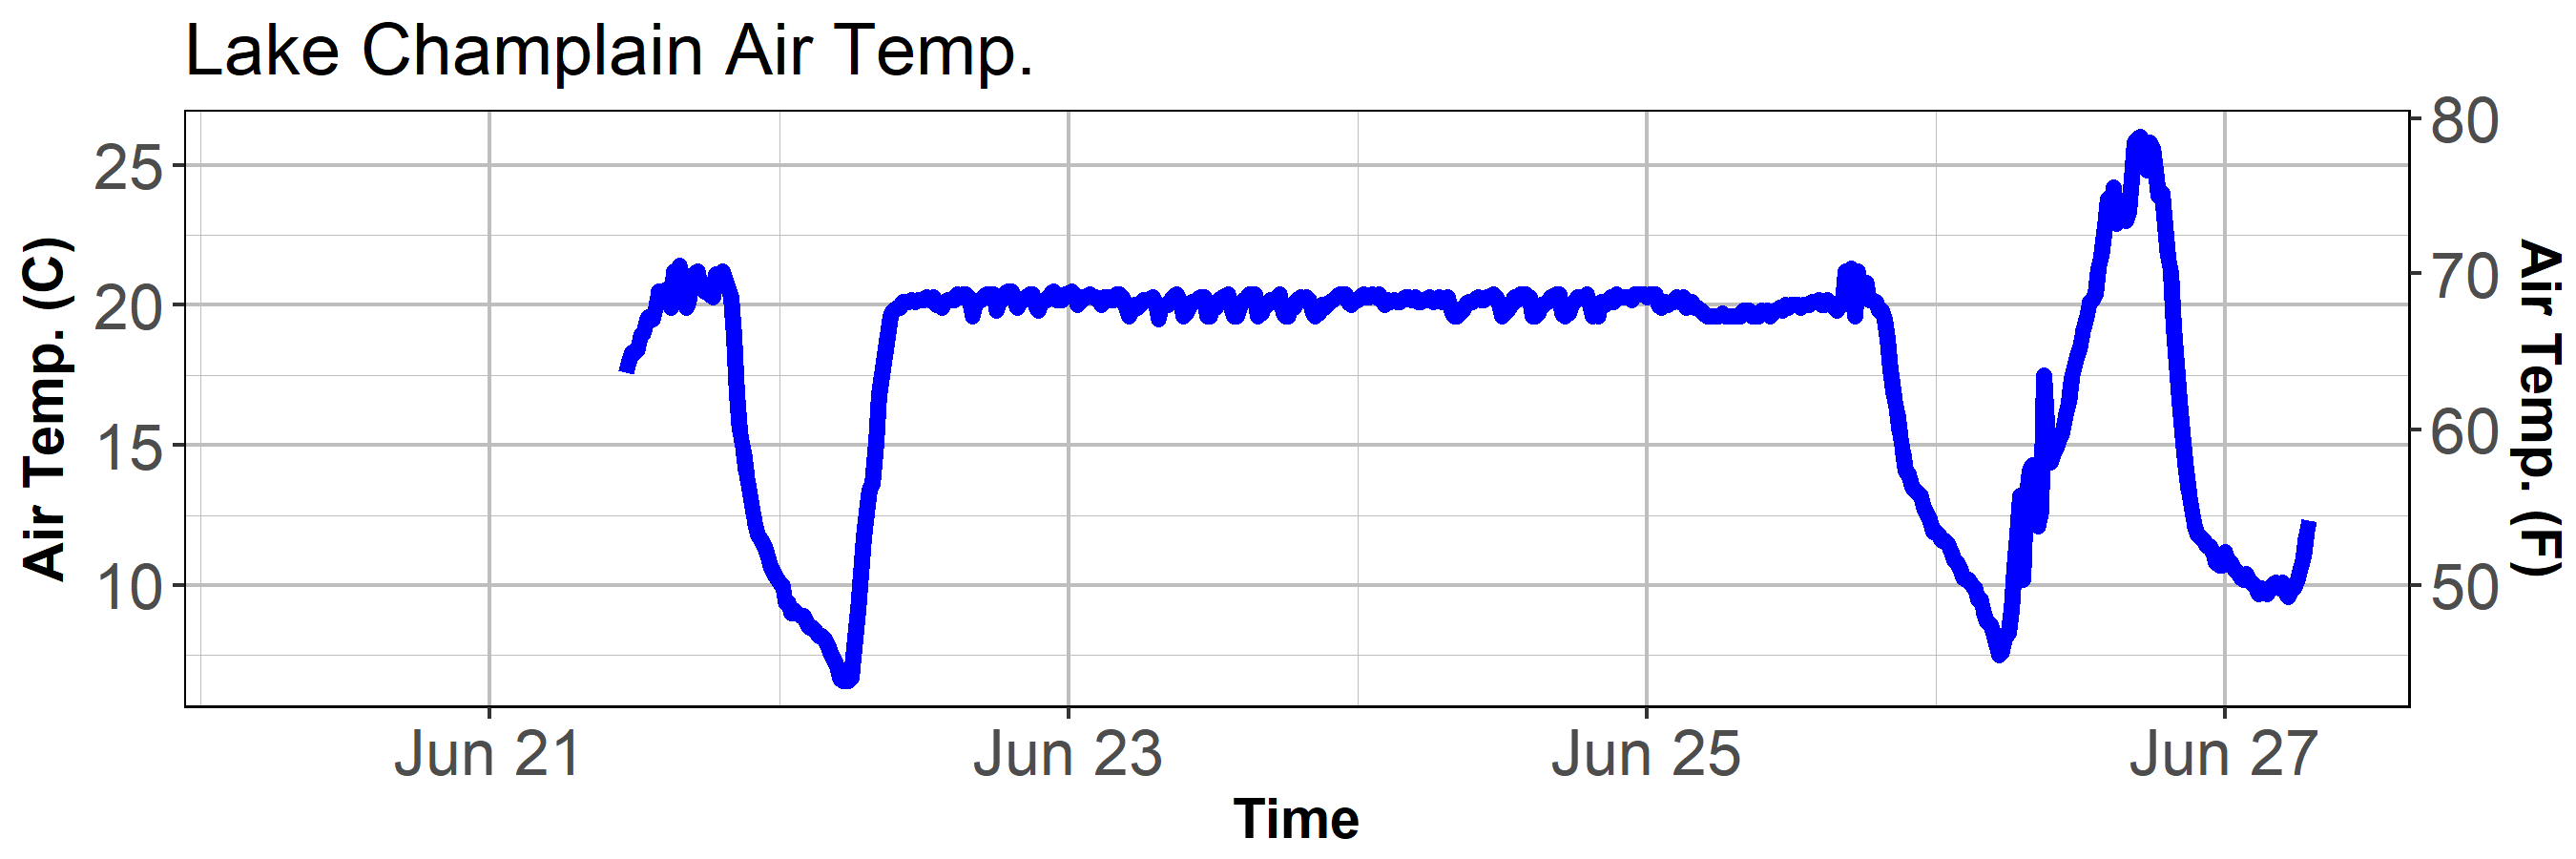 Lake Champlain Air Temp.
Air Temp. (C)
25
20
15
10
80
70
60
50
Air Temp. (F)
Jun 21
Jun 23
Jun 25
Jun 27
Time